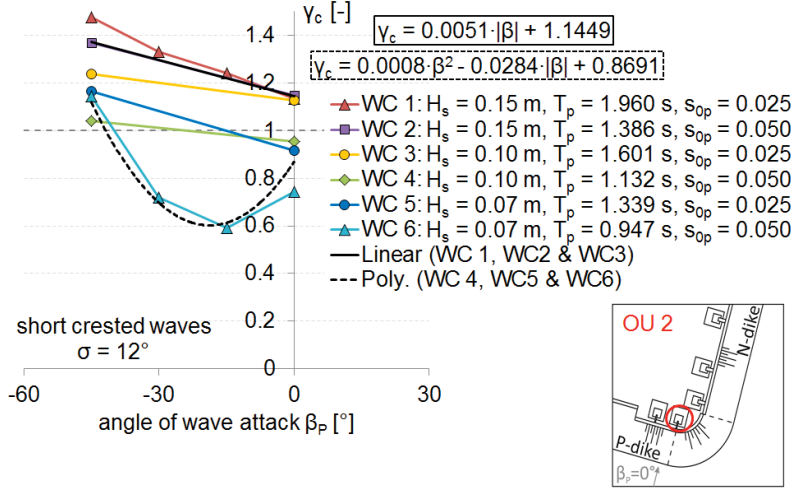 γc [-]
γc = 0.0051·|β| + 1.1449
γc = 0.0008·β² - 0.0284·|β| + 0.8691
1.4
1.2
1
0.8
0.6
0.4
0.2
0
-60
-30
0
30
WC 1: Hs = 0.15 m, Tp = 1.960 s, s0p = 0.025
WC 2: Hs = 0.15 m, Tp = 1.386 s, s0p = 0.050
WC 3: Hs = 0.10 m, Tp = 1.601 s, s0p = 0.025
WC 4: Hs = 0.10 m, Tp = 1.132 s, s0p = 0.050
WC 5: Hs = 0.07 m, Tp = 1.339 s, s0p = 0.025
WC 6: Hs = 0.07 m, Tp = 0.947 s, s0p = 0.050
Linear (WC 1, WC2 & WC3)
Poly. (WC 4, WC5 & WC6)
short crested waves
σ = 12°
angle of wave attack βP [°]
OU 2
N-dike
P-dike
βP=0°